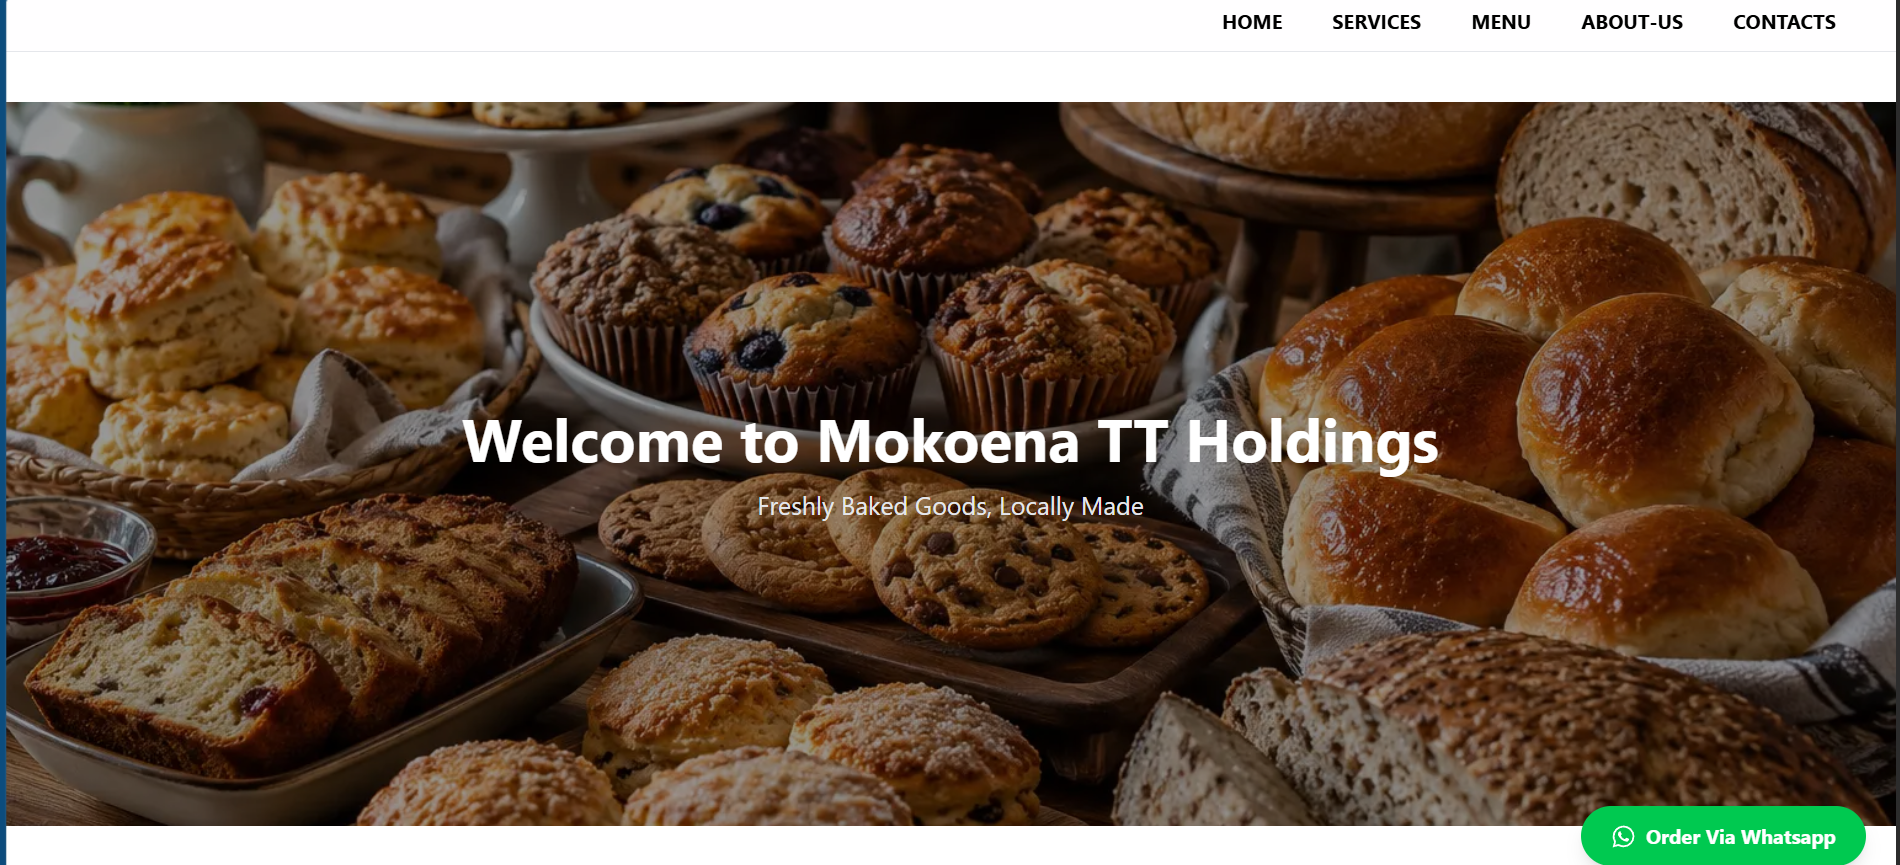 HOME SERVICES MENU ABOUT-US CONTACTS
Welcome to Mokoena TT Holdings
Freshly Baked Goods, Locally Made
Order Via Whatsapp